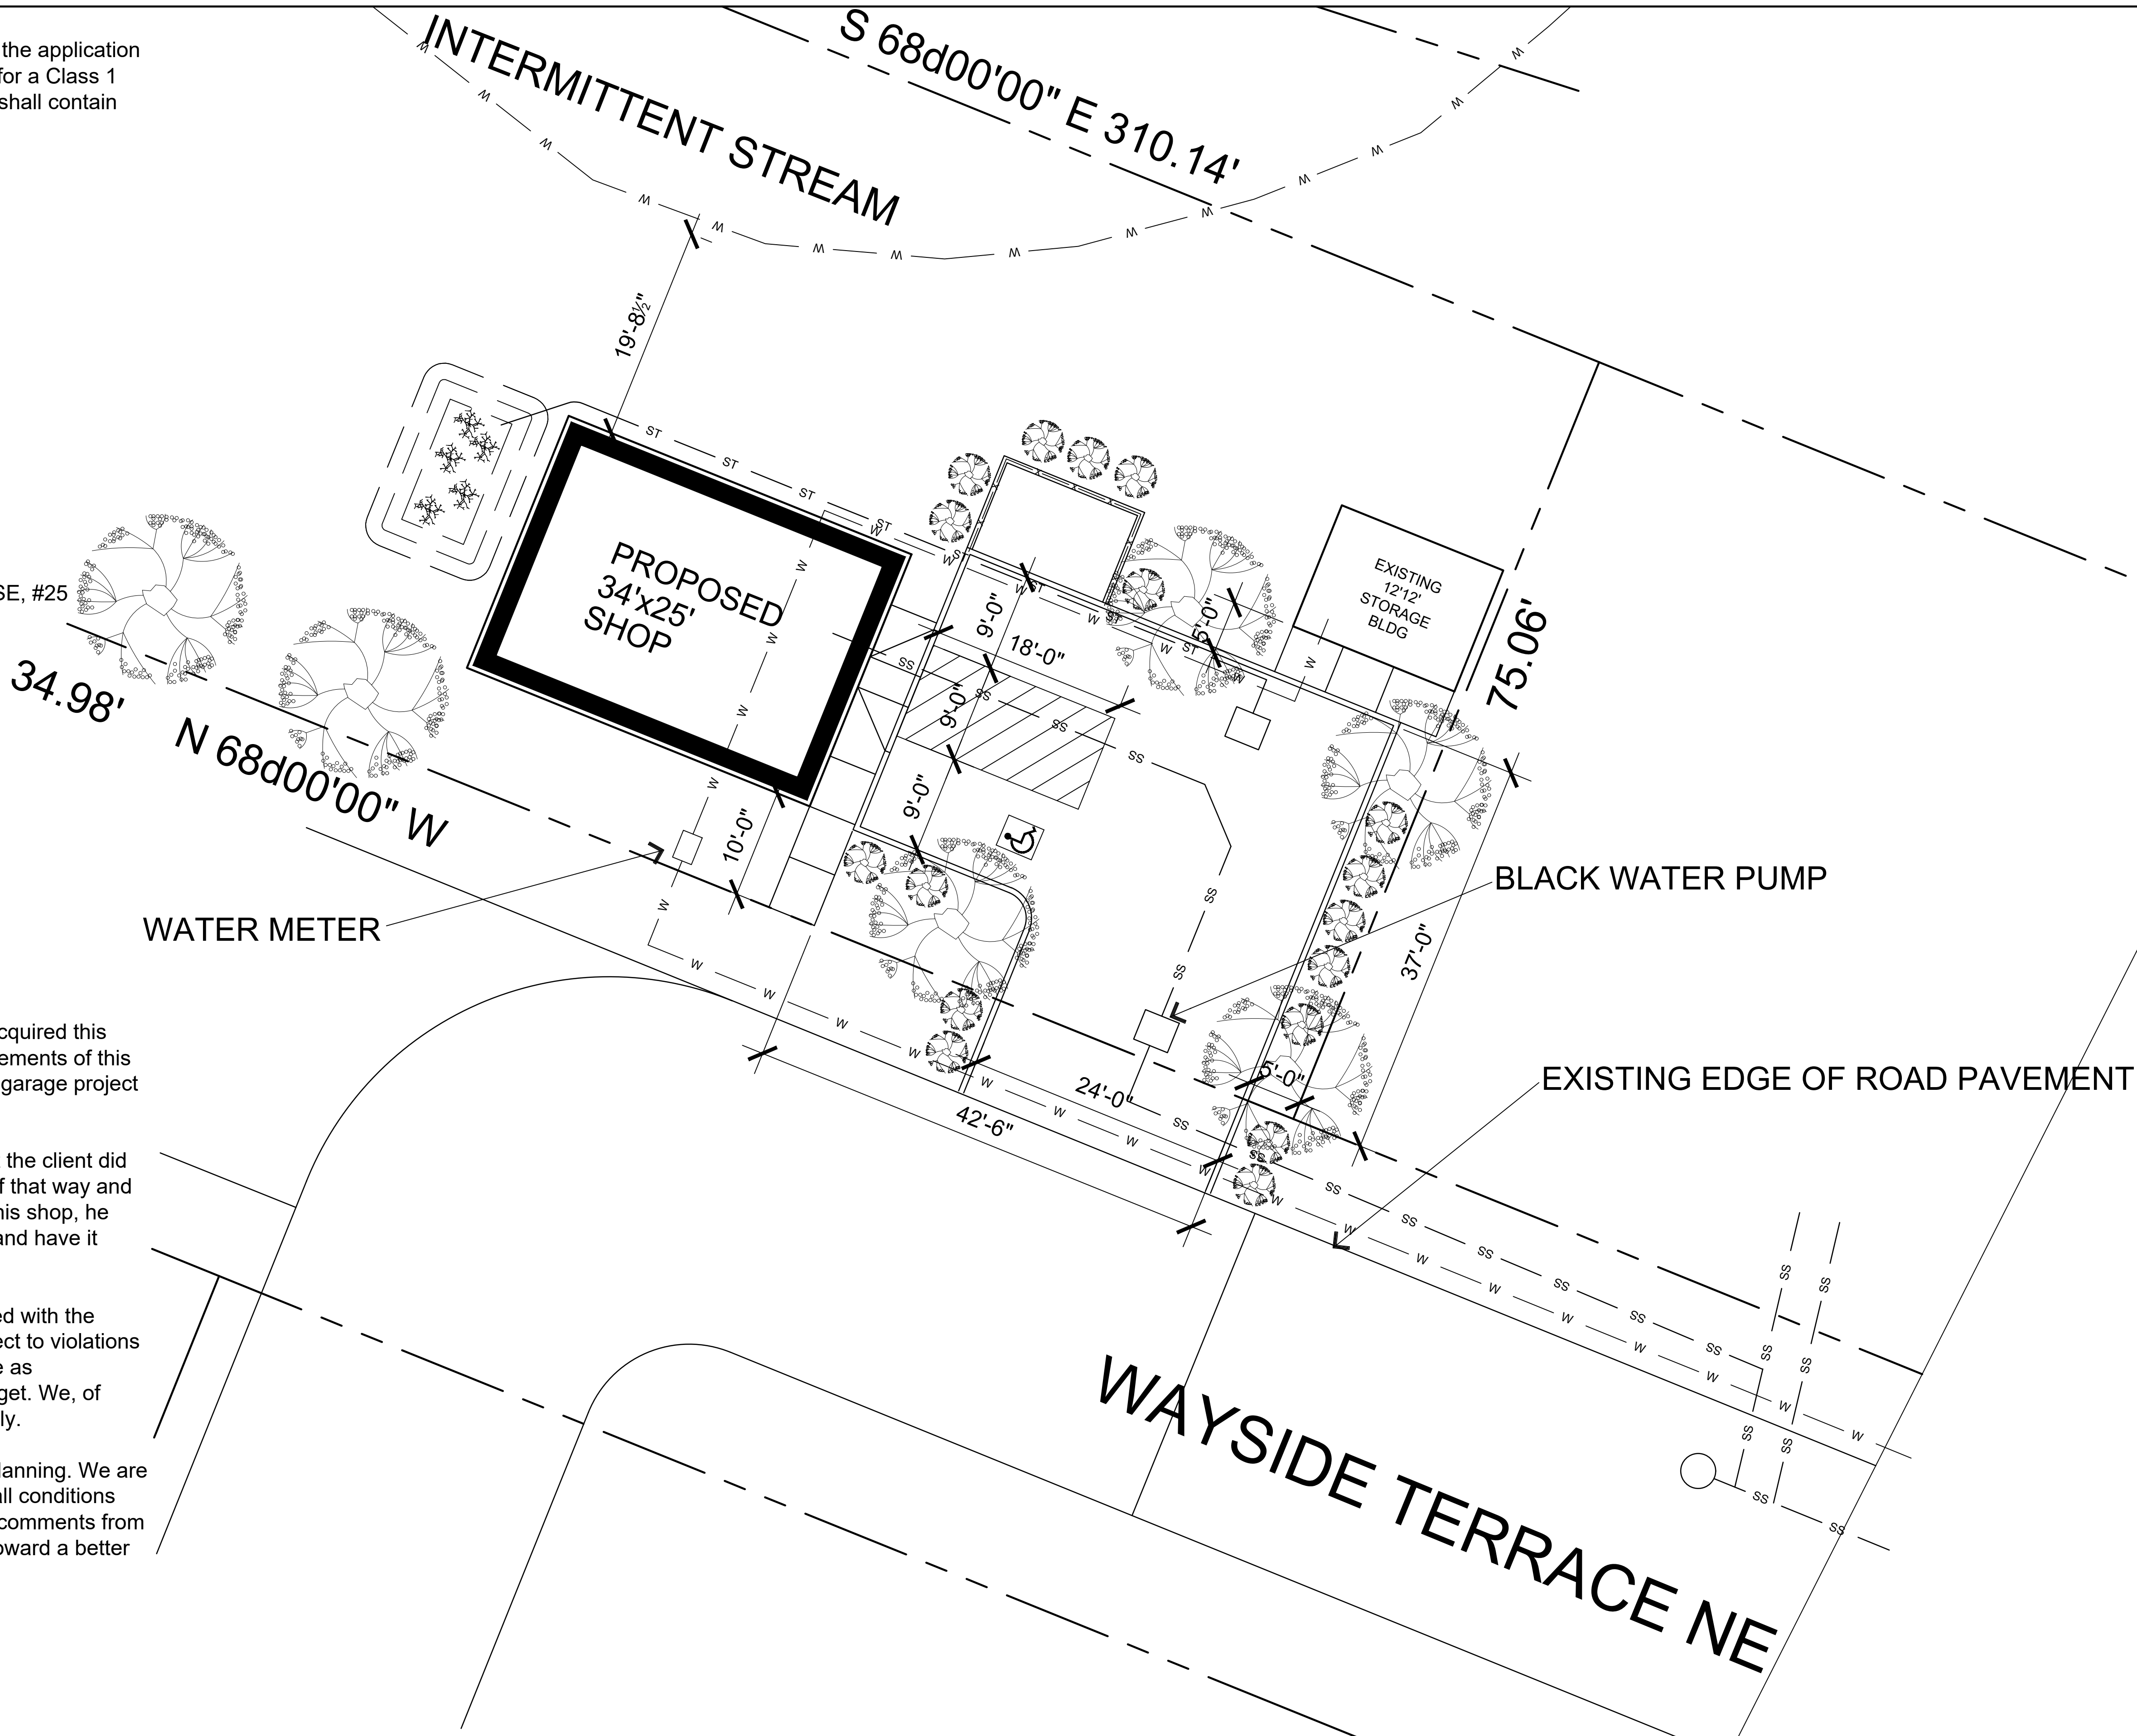 the application
for a Class 1
shall contain
INTERMITTENT STREAM
S 68d00'00" E 310.14'
19'-8½"
SE, #25
34.98'
N 68d00'00" W
PROPOSED
34'x25'
SHOP
EXISTING
12'12'
STORAGE
BLDG
75.06'
9'-0"
18'-0"
5'-0"
9'-0"
9'-0"
10'-0"
WATER METER
BLACK WATER PUMP
37'-0"
5'-0"
24'-0"
42'-6"
EXISTING EDGE OF ROAD PAVEMENT
WAYSIDE TERRACE NE
cquired this
ements of this
garage project
the client did
f that way and
his shop, he
and have it
ed with the
ect to violations
e as
get. We, of
ly.
lanning. We are
all conditions
comments from
oward a better
W
ST
SS